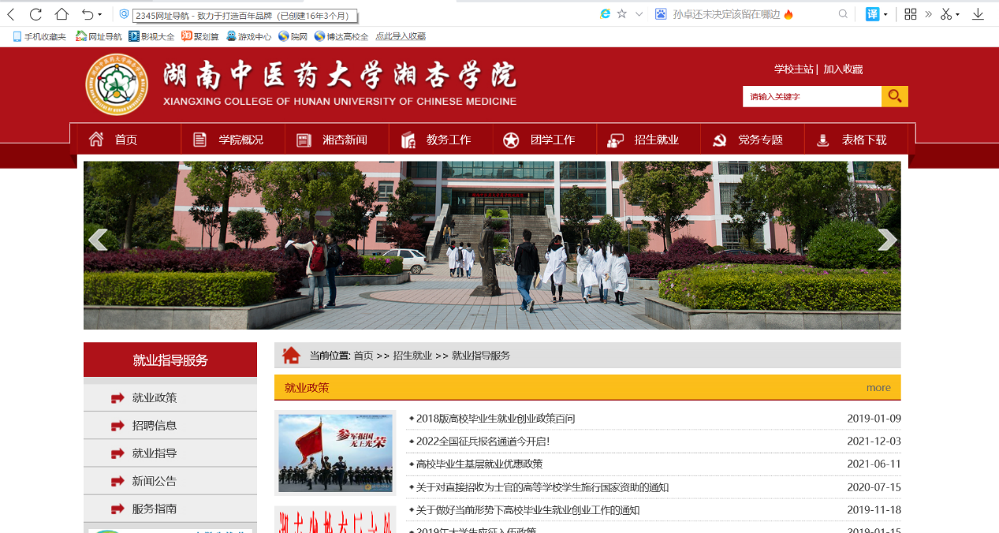 2345网址导航 - 致力于打造百年品牌（已创建16年3个月）
孙卓还未决定该留在哪边
译
手机收藏夹 网址导航 影视大全 聚划算 游戏中心 院网 博达高校全 点此导入收藏
学校主站 | 加入收藏
湖南中医药大学湘杏学院
XIANGXING COLLEGE OF HUNAN UNIVERSITY OF CHINESE MEDICINE
请输入关键字
首页 学院概况 湘杏新闻 教务工作 团学工作 招生就业 党务专题 表格下载
就业指导服务
当前位置: 首页 >> 招生就业 >> 就业指导服务
就业政策 more
就业政策
招聘信息
就业指导
新闻公告
服务指南
参军报国
无上光荣
2018版高校毕业生就业创业政策百问 2019-01-09
2022全国征兵报名通道今开启！ 2021-12-03
高校毕业生基层就业优惠政策 2021-06-11
关于对直接招收为士官的高等学校学生施行国家资助的通知 2020-07-15
关于做好当前形势下高校毕业生就业创业工作的通知 2019-11-18
2019年大学生应征入伍政策 2019-01-15